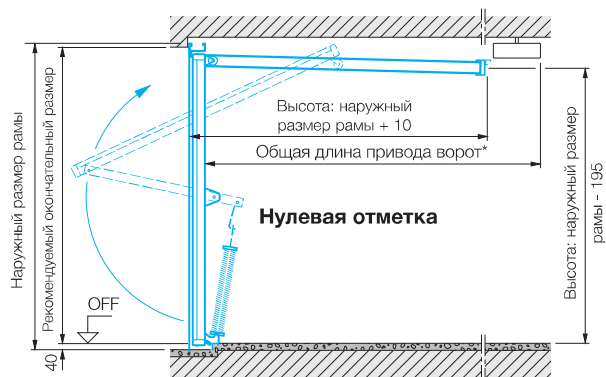 Наружный размер рамы
Рекомендуемый окончательный размер
Высота: наружный
размер рамы + 10
Общая длина привода ворот*
Нулевая отметка
Высота: наружный размер
рамы - 195
OFF
40